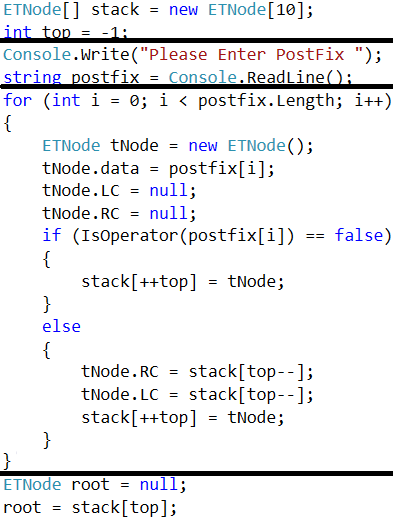 ETNode[] stack = new ETNode[10];
int top = -1;
Console.Write("Please Enter PostFix ");
string postfix = Console.ReadLine();
for (int i = 0; i < postfix.Length; i++)
{
    ETNode tNode = new ETNode();
    tNode.data = postfix[i];
    tNode.LC = null;
    tNode.RC = null;
    if (IsOperator(postfix[i]) == false)
    {
        stack[++top] = tNode;
    }
    else
    {
        tNode.RC = stack[top--];
        tNode.LC = stack[top--];
        stack[++top] = tNode;
    }
}
ETNode root = null;
root = stack[top];